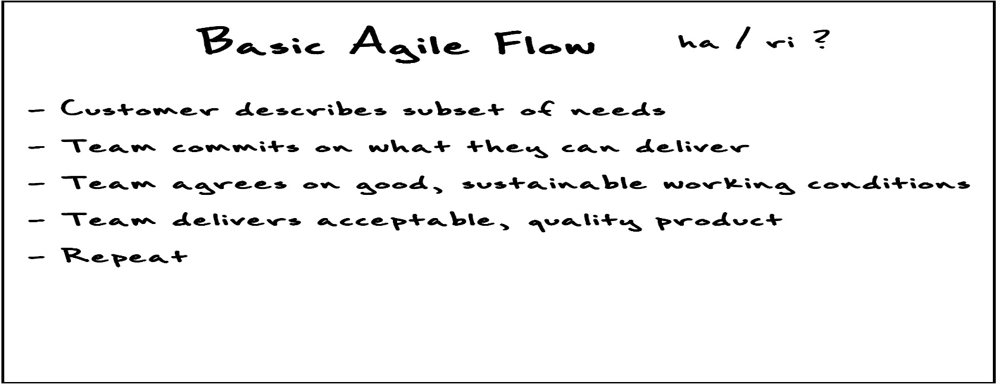 Basic Agile Flow ha / ri ?
- Customer describes subset of needs
- Team commits on what they can deliver
- Team agrees on good, sustainable working conditions
- Team delivers acceptable, quality product
- Repeat